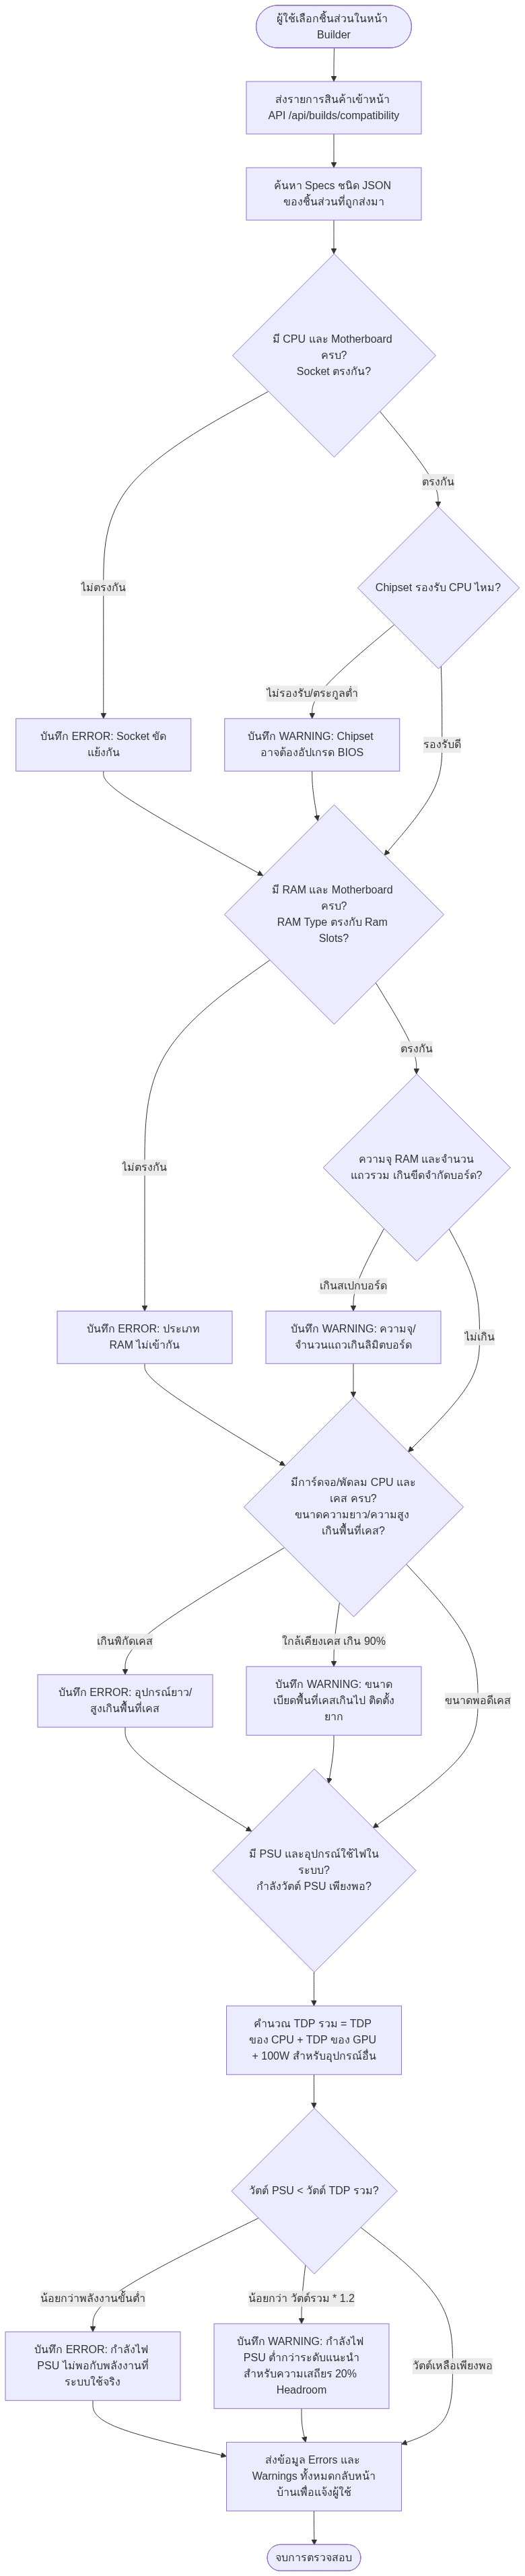 ผู้ใช้เลือกชิ้นส่วนในหน้า
Builder
ส่งรายการสินค้าเข้าหน้า
API /api/builds/compatibility
ค้นหา Specs ชนิด JSON
ของชิ้นส่วนที่ถูกส่งมา
มี CPU และ Motherboard
ครบ?
Socket ตรงกัน?
ตรงกัน
ไม่ตรงกัน
Chipset รองรับ CPU ไหม?
ไม่รองรับ/ตระกูลต่ำ
รองรับดี
บันทึก ERROR: Socket ขัด
แย้งกัน
บันทึก WARNING: Chipset
อาจต้องอัปเกรด BIOS
มี RAM และ Motherboard
ครบ?
RAM Type ตรงกับ Ram
Slots?
ตรงกัน
ไม่ตรงกัน
ความจุ RAM และจำนวน
แถวรวม เกินขีดจำกัดบอร์ด?
เกินสเปกบอร์ด
ไม่เกิน
บันทึก ERROR: ประเภท
RAM ไม่เข้ากัน
บันทึก WARNING: ความจุ/
จำนวนแถวเกินลิมิตบอร์ด
มีการ์ดจอ/พัดลม CPU และ
เคส ครบ?
ขนาดความยาว/ความสูง
เกินพื้นที่เคส?
เกินพิกัดเคส
ใกล้เคียงเคส เกิน 90%
ขนาดพอดีเคส
บันทึก ERROR: อุปกรณ์ยาว/
สูงเกินพื้นที่เคส
บันทึก WARNING: ขนาด
เบียดพื้นที่เคสเกินไป ติดตั้ง
ยาก
มี PSU และอุปกรณ์ใช้ไฟใน
ระบบ?
กำลังวัตต์ PSU เพียงพอ?
คำนวณ TDP รวม = TDP
ของ CPU + TDP ของ GPU
+ 100W สำหรับอุปกรณ์อื่น
วัตต์ PSU < วัตต์ TDP รวม?
น้อยกว่าพลังงานขั้นต่ำ
น้อยกว่า วัตต์รวม * 1.2
วัตต์เหลือเพียงพอ
บันทึก ERROR: กำลังไฟ
PSU ไม่พอกับพลังงานที่
ระบบใช้จริง
บันทึก WARNING: กำลังไฟ
PSU ต่ำกว่าระดับแนะนำ
สำหรับความเสถียร 20%
Headroom
ส่งข้อมูล Errors และ
Warnings ทั้งหมดกลับหน้า
บ้านเพื่อแจ้งผู้ใช้
จบการตรวจสอบ